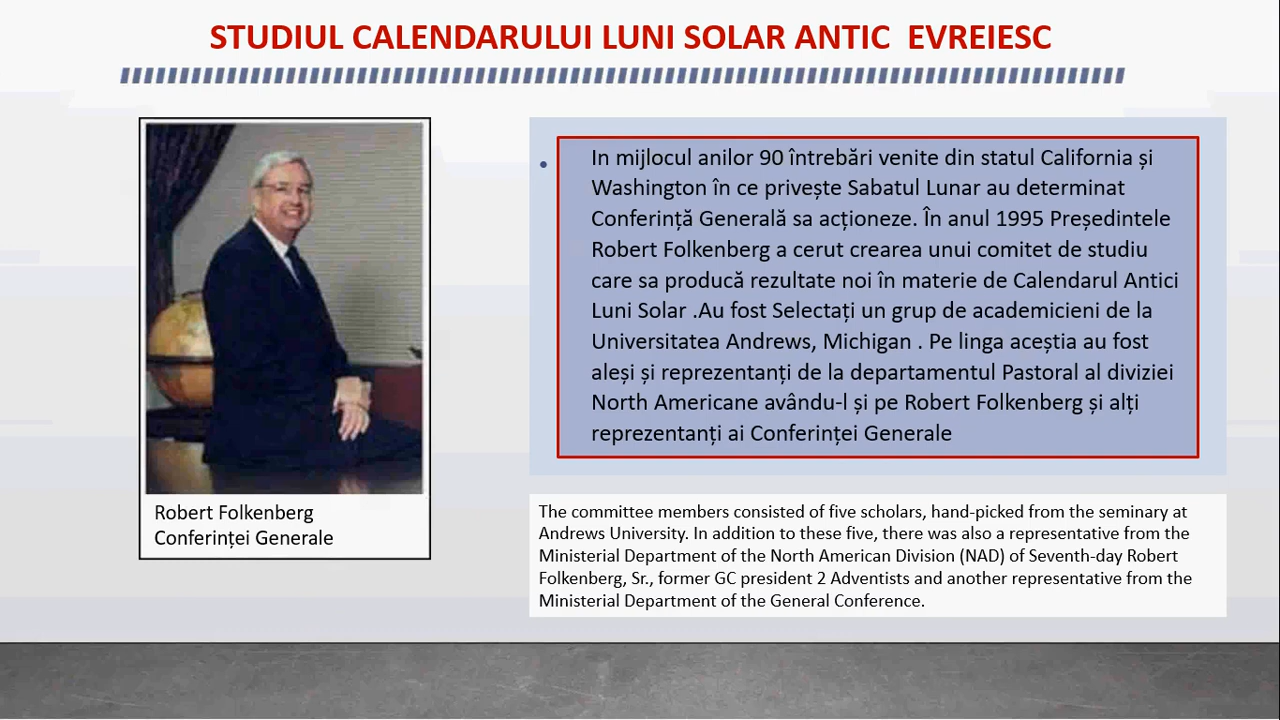 STUDIUL CALENDARULUI LUNI SOLAR ANTIC EVREIESC
• In mijlocul anilor 90 întrebări venite din statul California și
Washington în ce privește Sabatul Lunar au determinat
Conferință Generală sa acționeze. În anul 1995 Președintele
Robert Folkenberg a cerut crearea unui comitet de studiu
care sa producă rezultate noi în materie de Calendarul Antici
Luni Solar .Au fost Selectați un grup de academicieni de la
Universitatea Andrews, Michigan . Pe linga aceștia au fost
aleși și reprezentanți de la departamentul Pastoral al diviziei
North Americane avându-l și pe Robert Folkenberg și alți
reprezentanți ai Conferinței Generale
Robert Folkenberg
Conferinței Generale
The committee members consisted of five scholars, hand-picked from the seminary at
Andrews University. In addition to these five, there was also a representative from the
Ministerial Department of the North American Division (NAD) of Seventh-day Robert
Folkenberg, Sr., former GC president 2 Adventists and another representative from the
Ministerial Department of the General Conference.